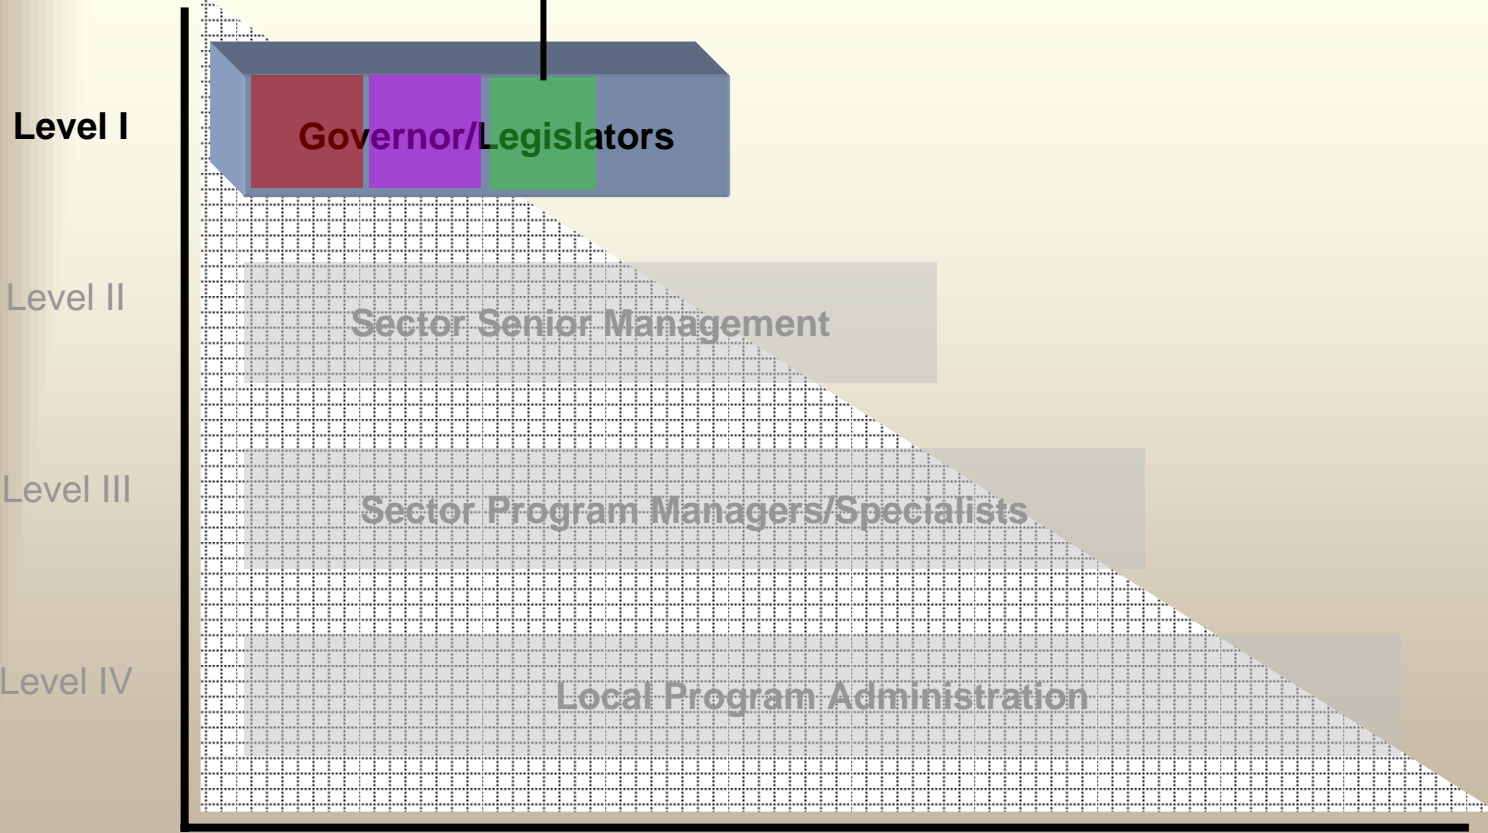 Level I
Governor/Legislators
Level II
Sector Senior Management
Level III
Sector Program Managers/Specialists
Level IV
Local Program Administration